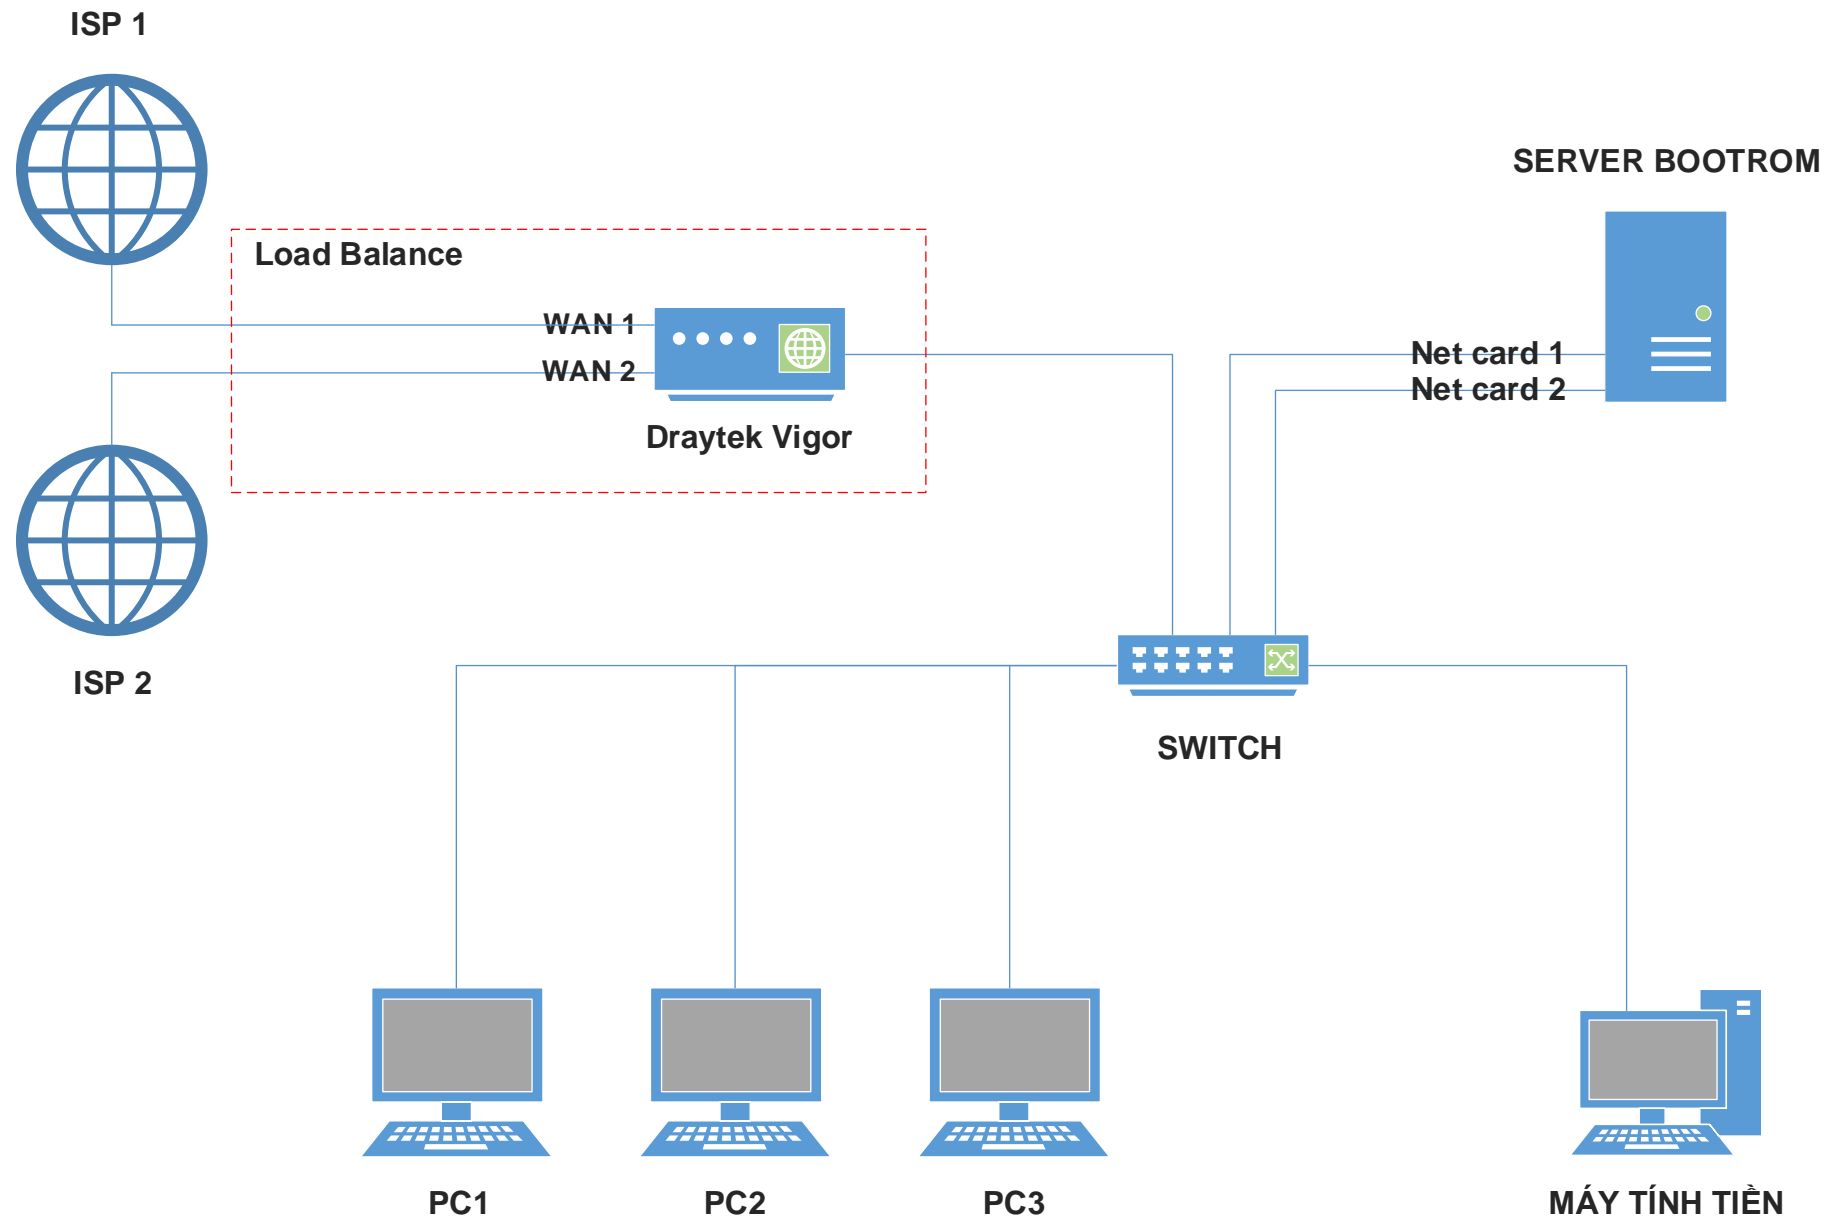 ISP 1
SERVER BOOTROM
Load Balance
WAN 1
WAN 2
Net card 1
Net card 2
Draytek Vigor
ISP 2
SWITCH
PC1
PC2
PC3
MÁY TÍNH TIỀN